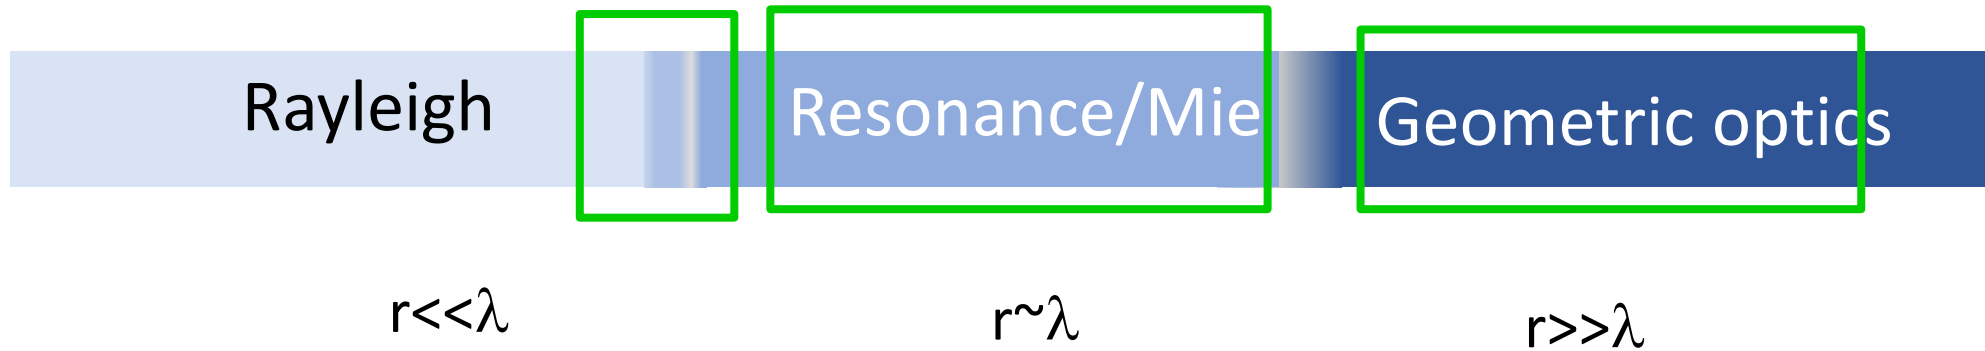 Rayleigh Resonance/Mie Geometric optics
r<<λ r~λ r>>λ